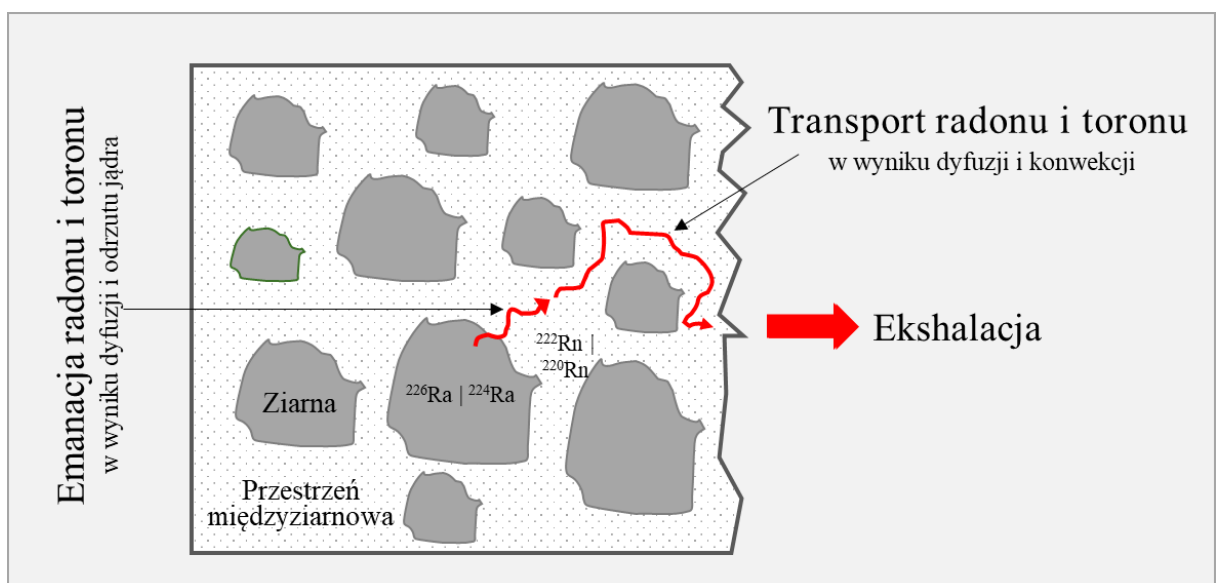 Emanacja radonu i toronu
w wyniku dyfuzji i odrzutu jądra
Transport radonu i toronu
w wyniku dyfuzji i konwekcji
²²²Rn |
²²⁰Rn
Ekshalacja
Ziarna
²²⁶Ra | ²²⁴Ra
Przestrzeń
międzyziarnowa